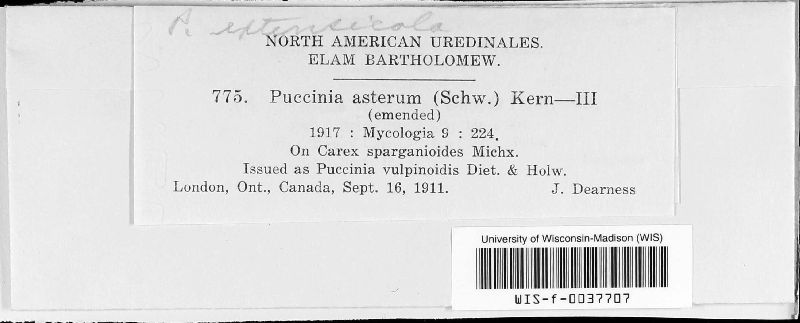 P. extensicola
NORTH AMERICAN UREDINALES.
ELAM BARTHOLOMEW.
775. Puccinia asterum (Schw.) Kern—III
(emended)
1917 : Mycologia 9 : 224.
On Carex sparganioides Michx.
Issued as Puccinia vulpinoidis Diet. & Holw.
London, Ont., Canada, Sept. 16, 1911. J. Dearness
University of Wisconsin-Madison (WIS)
WIS-f-0037707